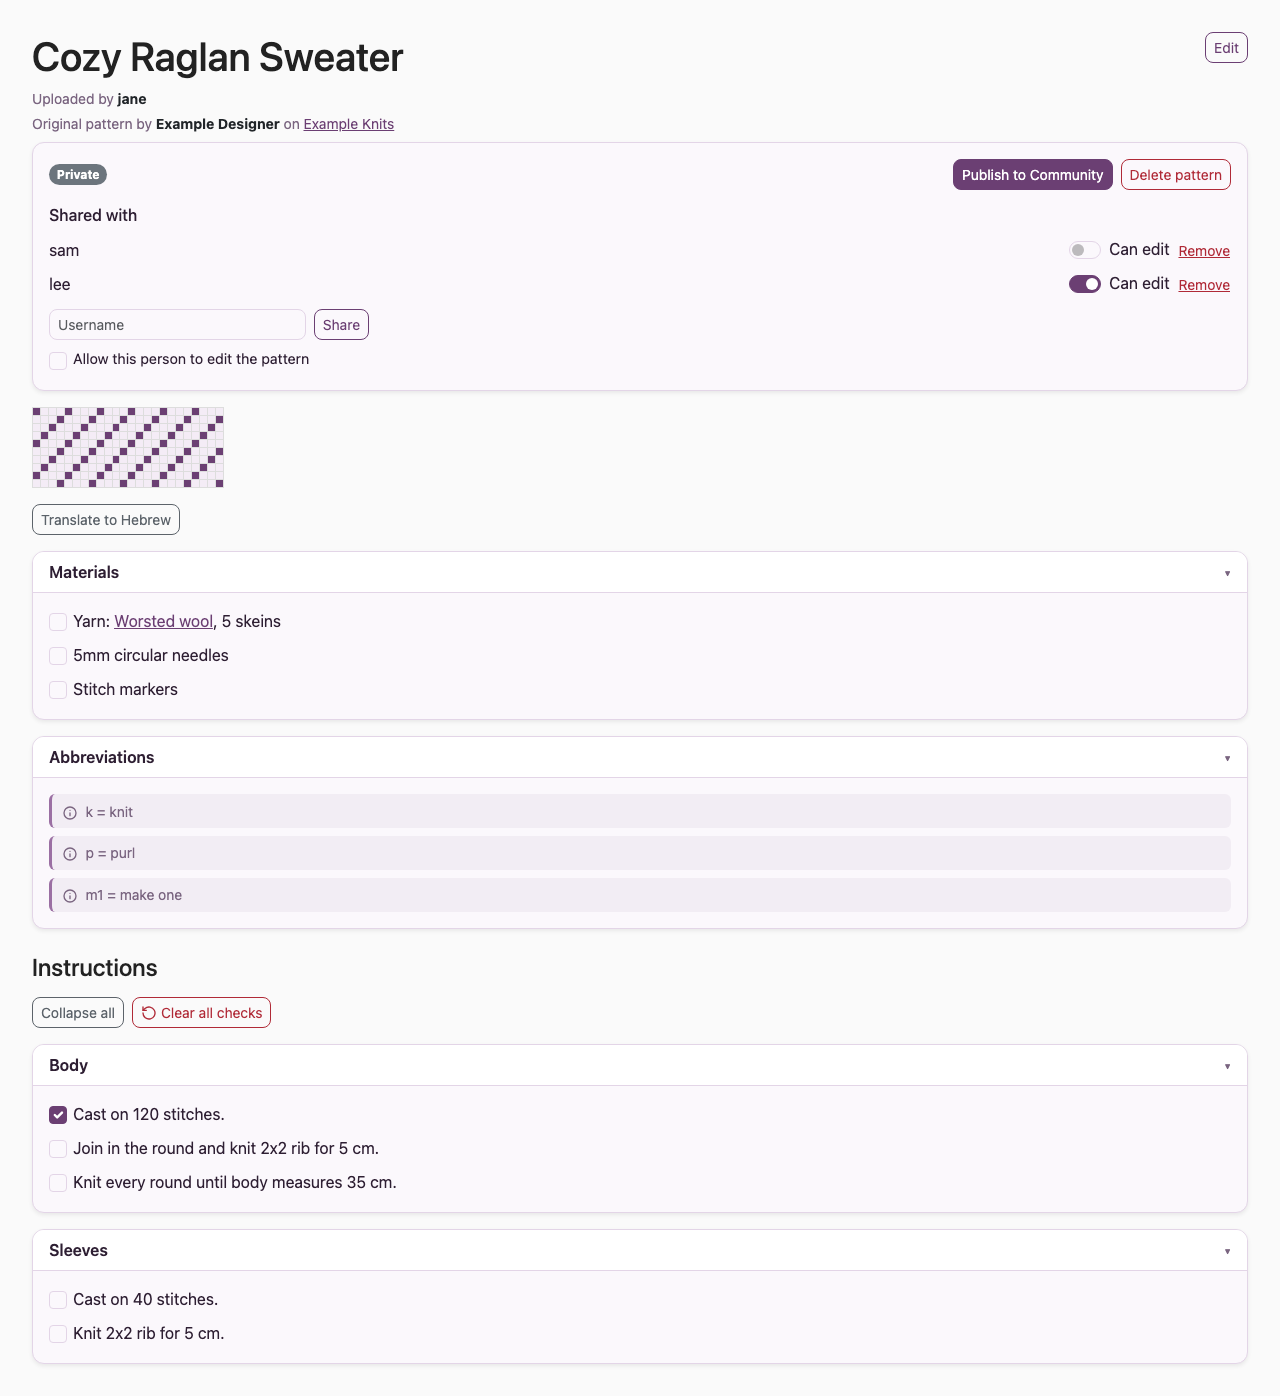 Cozy Raglan Sweater
Edit
Uploaded by jane
Original pattern by Example Designer on Example Knits
Private
Publish to Community
Delete pattern
Shared with
sam
Can edit
Remove
lee
Can edit
Remove
Username
Share
Allow this person to edit the pattern
Translate to Hebrew
Materials
Yarn: Worsted wool, 5 skeins
5mm circular needles
Stitch markers
Abbreviations
k = knit
p = purl
m1 = make one
Instructions
Collapse all
Clear all checks
Body
Cast on 120 stitches.
Join in the round and knit 2x2 rib for 5 cm.
Knit every round until body measures 35 cm.
Sleeves
Cast on 40 stitches.
Knit 2x2 rib for 5 cm.